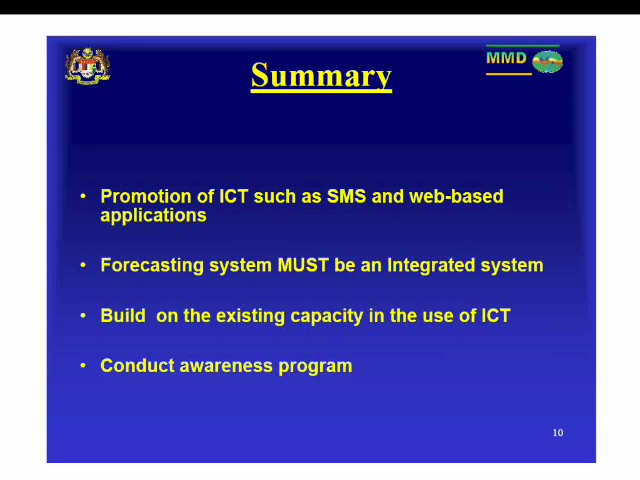 MMD
Summary
• Promotion of ICT such as SMS and web-based
applications
• Forecasting system MUST be an Integrated system
• Build on the existing capacity in the use of ICT
• Conduct awareness program
10